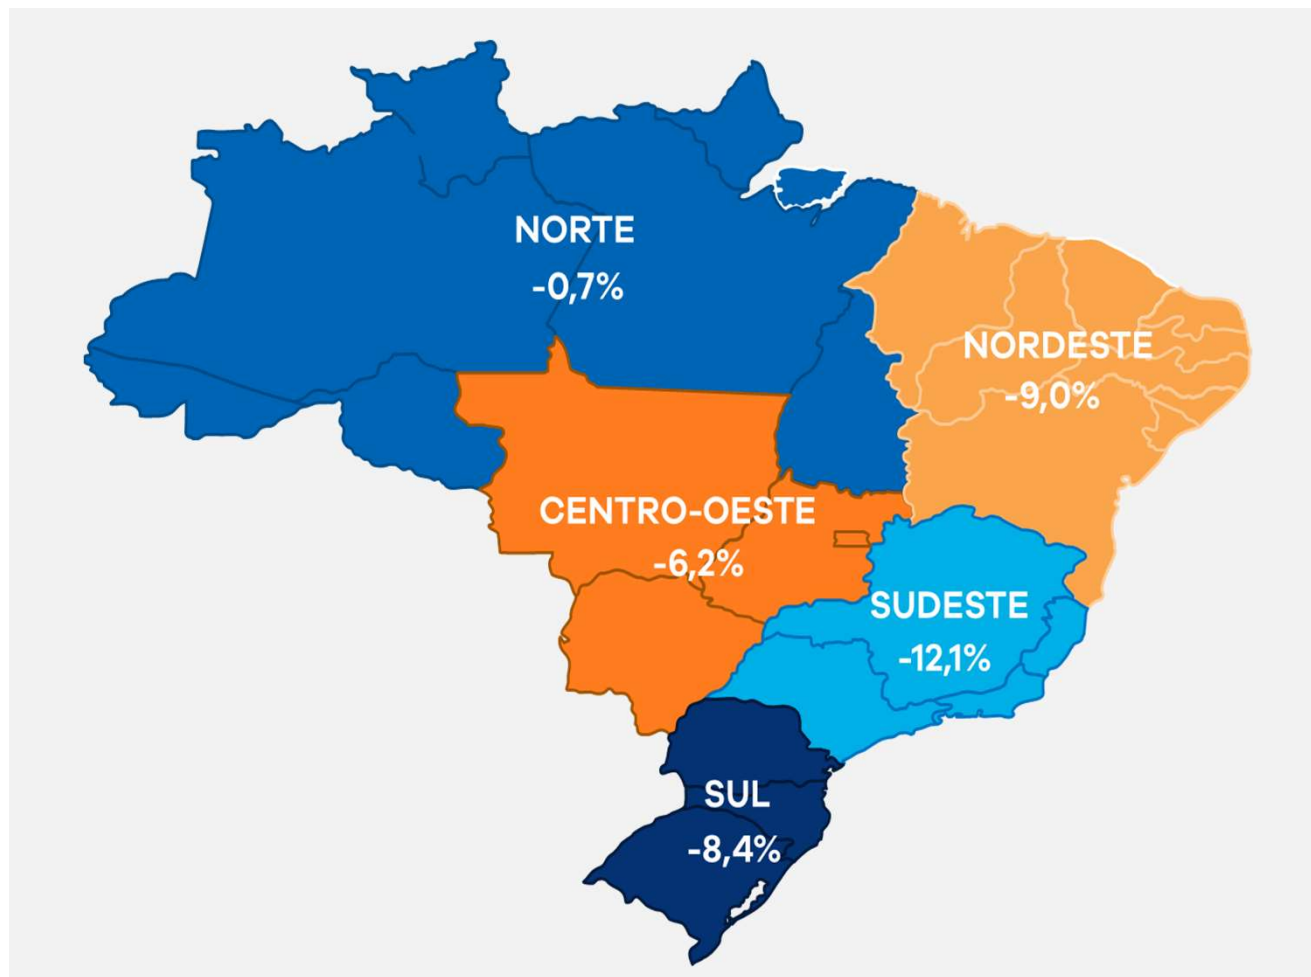 NORTE
-0,7%
NORDESTE
-9,0%
CENTRO-OESTE
-6,2%
SUDESTE
-12,1%
SUL
-8,4%